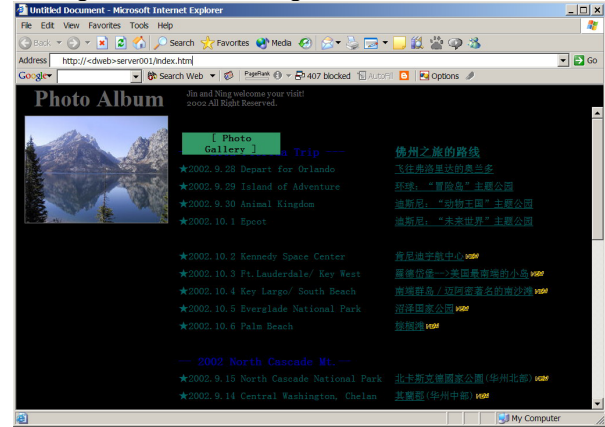 Untitled Document - Microsoft Internet Explorer
File Edit View Favorites Tools Help
Back Search Favorites Media
Address http://<dweb>server001/index.htm Go
Google Search Web PageRank 407 blocked AutoFill Options
Photo Album
Jin and Ning welcome your visit!
2002 All Right Reserved.
[ Photo
Gallery ]
Trip ---- 佛州之旅的路线
★2002.9.28 Depart for Orlando 飞往弗洛里达的奥兰多
★2002.9.29 Island of Adventure 环球：“冒险岛”主题公园
★2002.9.30 Animal Kingdom 迪斯尼：“动物王国”主题公园
★2002.10.1 Epcot 迪斯尼：“未来世界”主题公园
★2002.10.2 Kennedy Space Center 肯尼迪宇航中心
★2002.10.3 Ft.Lauderdale/ Key West 羅德岱堡-->美国最南端的小岛
★2002.10.4 Key Largo/ South Beach 南端群岛／迈阿密著名的南沙滩
★2002.10.5 Everglade National Park 沼泽国家公园
★2002.10.6 Palm Beach 棕榈滩
-- 2002 North Cascade Mt.--
★2002.9.15 North Cascade National Park 北卡斯克德國家公園(华州北部)
★2002.9.14 Central Washington, Chelan 其蘭郡(华州中部)
My Computer